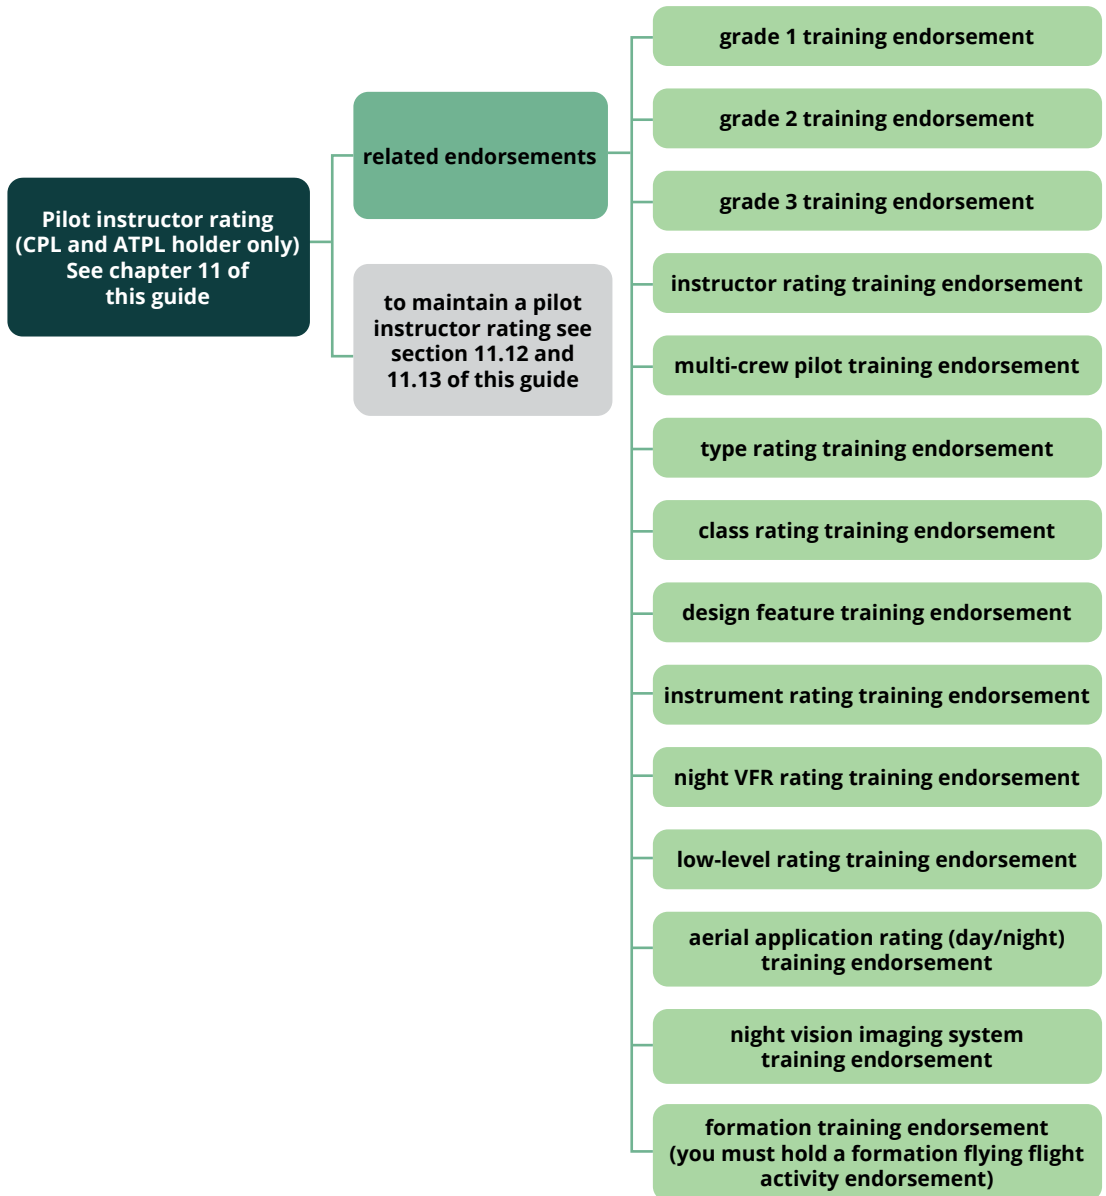 Pilot instructor rating
(CPL and ATPL holder only)
See chapter 11 of
this guide
related endorsements
to maintain a pilot
instructor rating see
section 11.12 and
11.13 of this guide
grade 1 training endorsement
grade 2 training endorsement
grade 3 training endorsement
instructor rating training endorsement
multi-crew pilot training endorsement
type rating training endorsement
class rating training endorsement
design feature training endorsement
instrument rating training endorsement
night VFR rating training endorsement
low-level rating training endorsement
aerial application rating (day/night)
training endorsement
night vision imaging system
training endorsement
formation training endorsement
(you must hold a formation flying flight
activity endorsement)